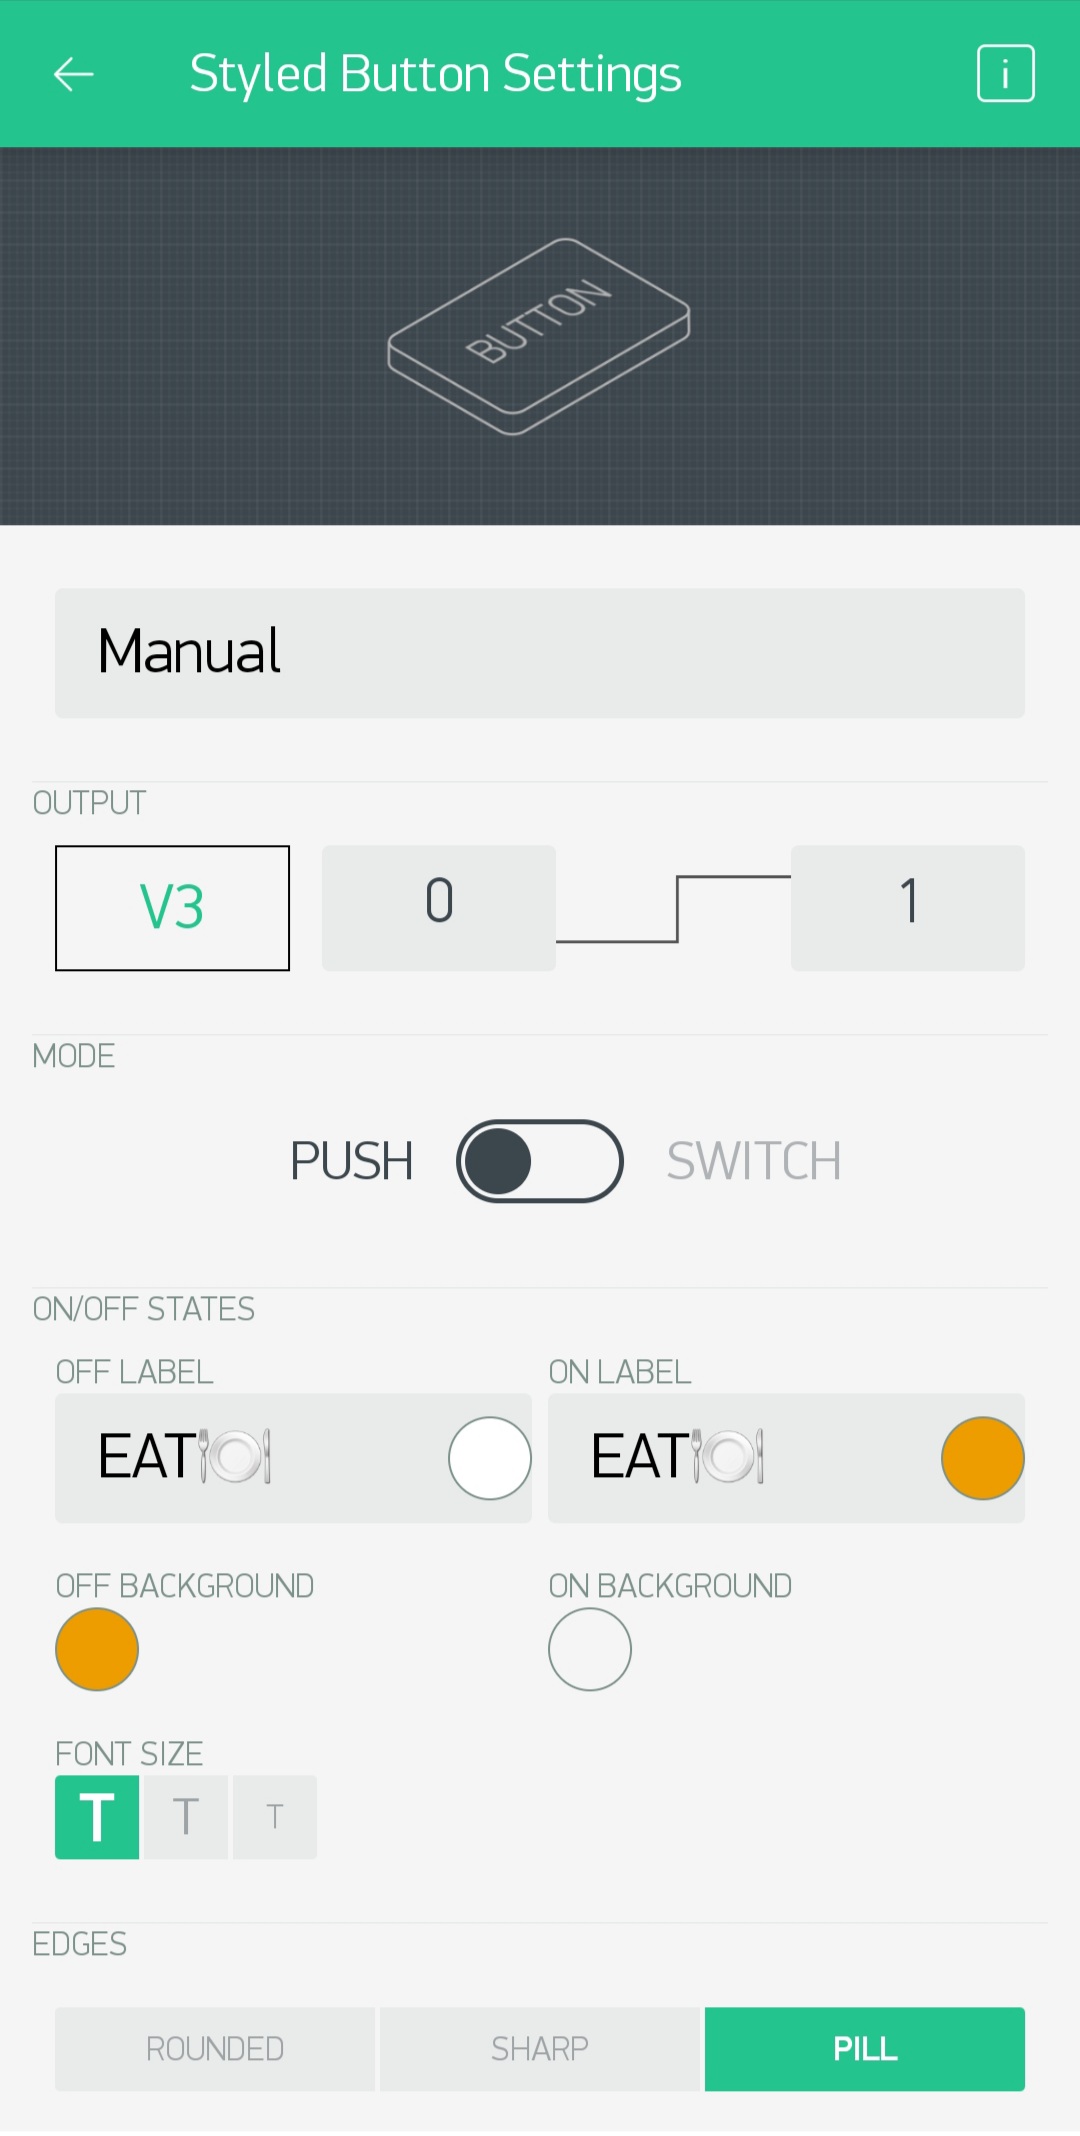 Styled Button Settings
i
BUTTON
Manual
OUTPUT
V3 0 1
MODE
PUSH SWITCH
ON/OFF STATES
OFF LABEL ON LABEL
EAT🍽 EAT🍽
OFF BACKGROUND ON BACKGROUND
FONT SIZE
T T T
EDGES
ROUNDED SHARP PILL